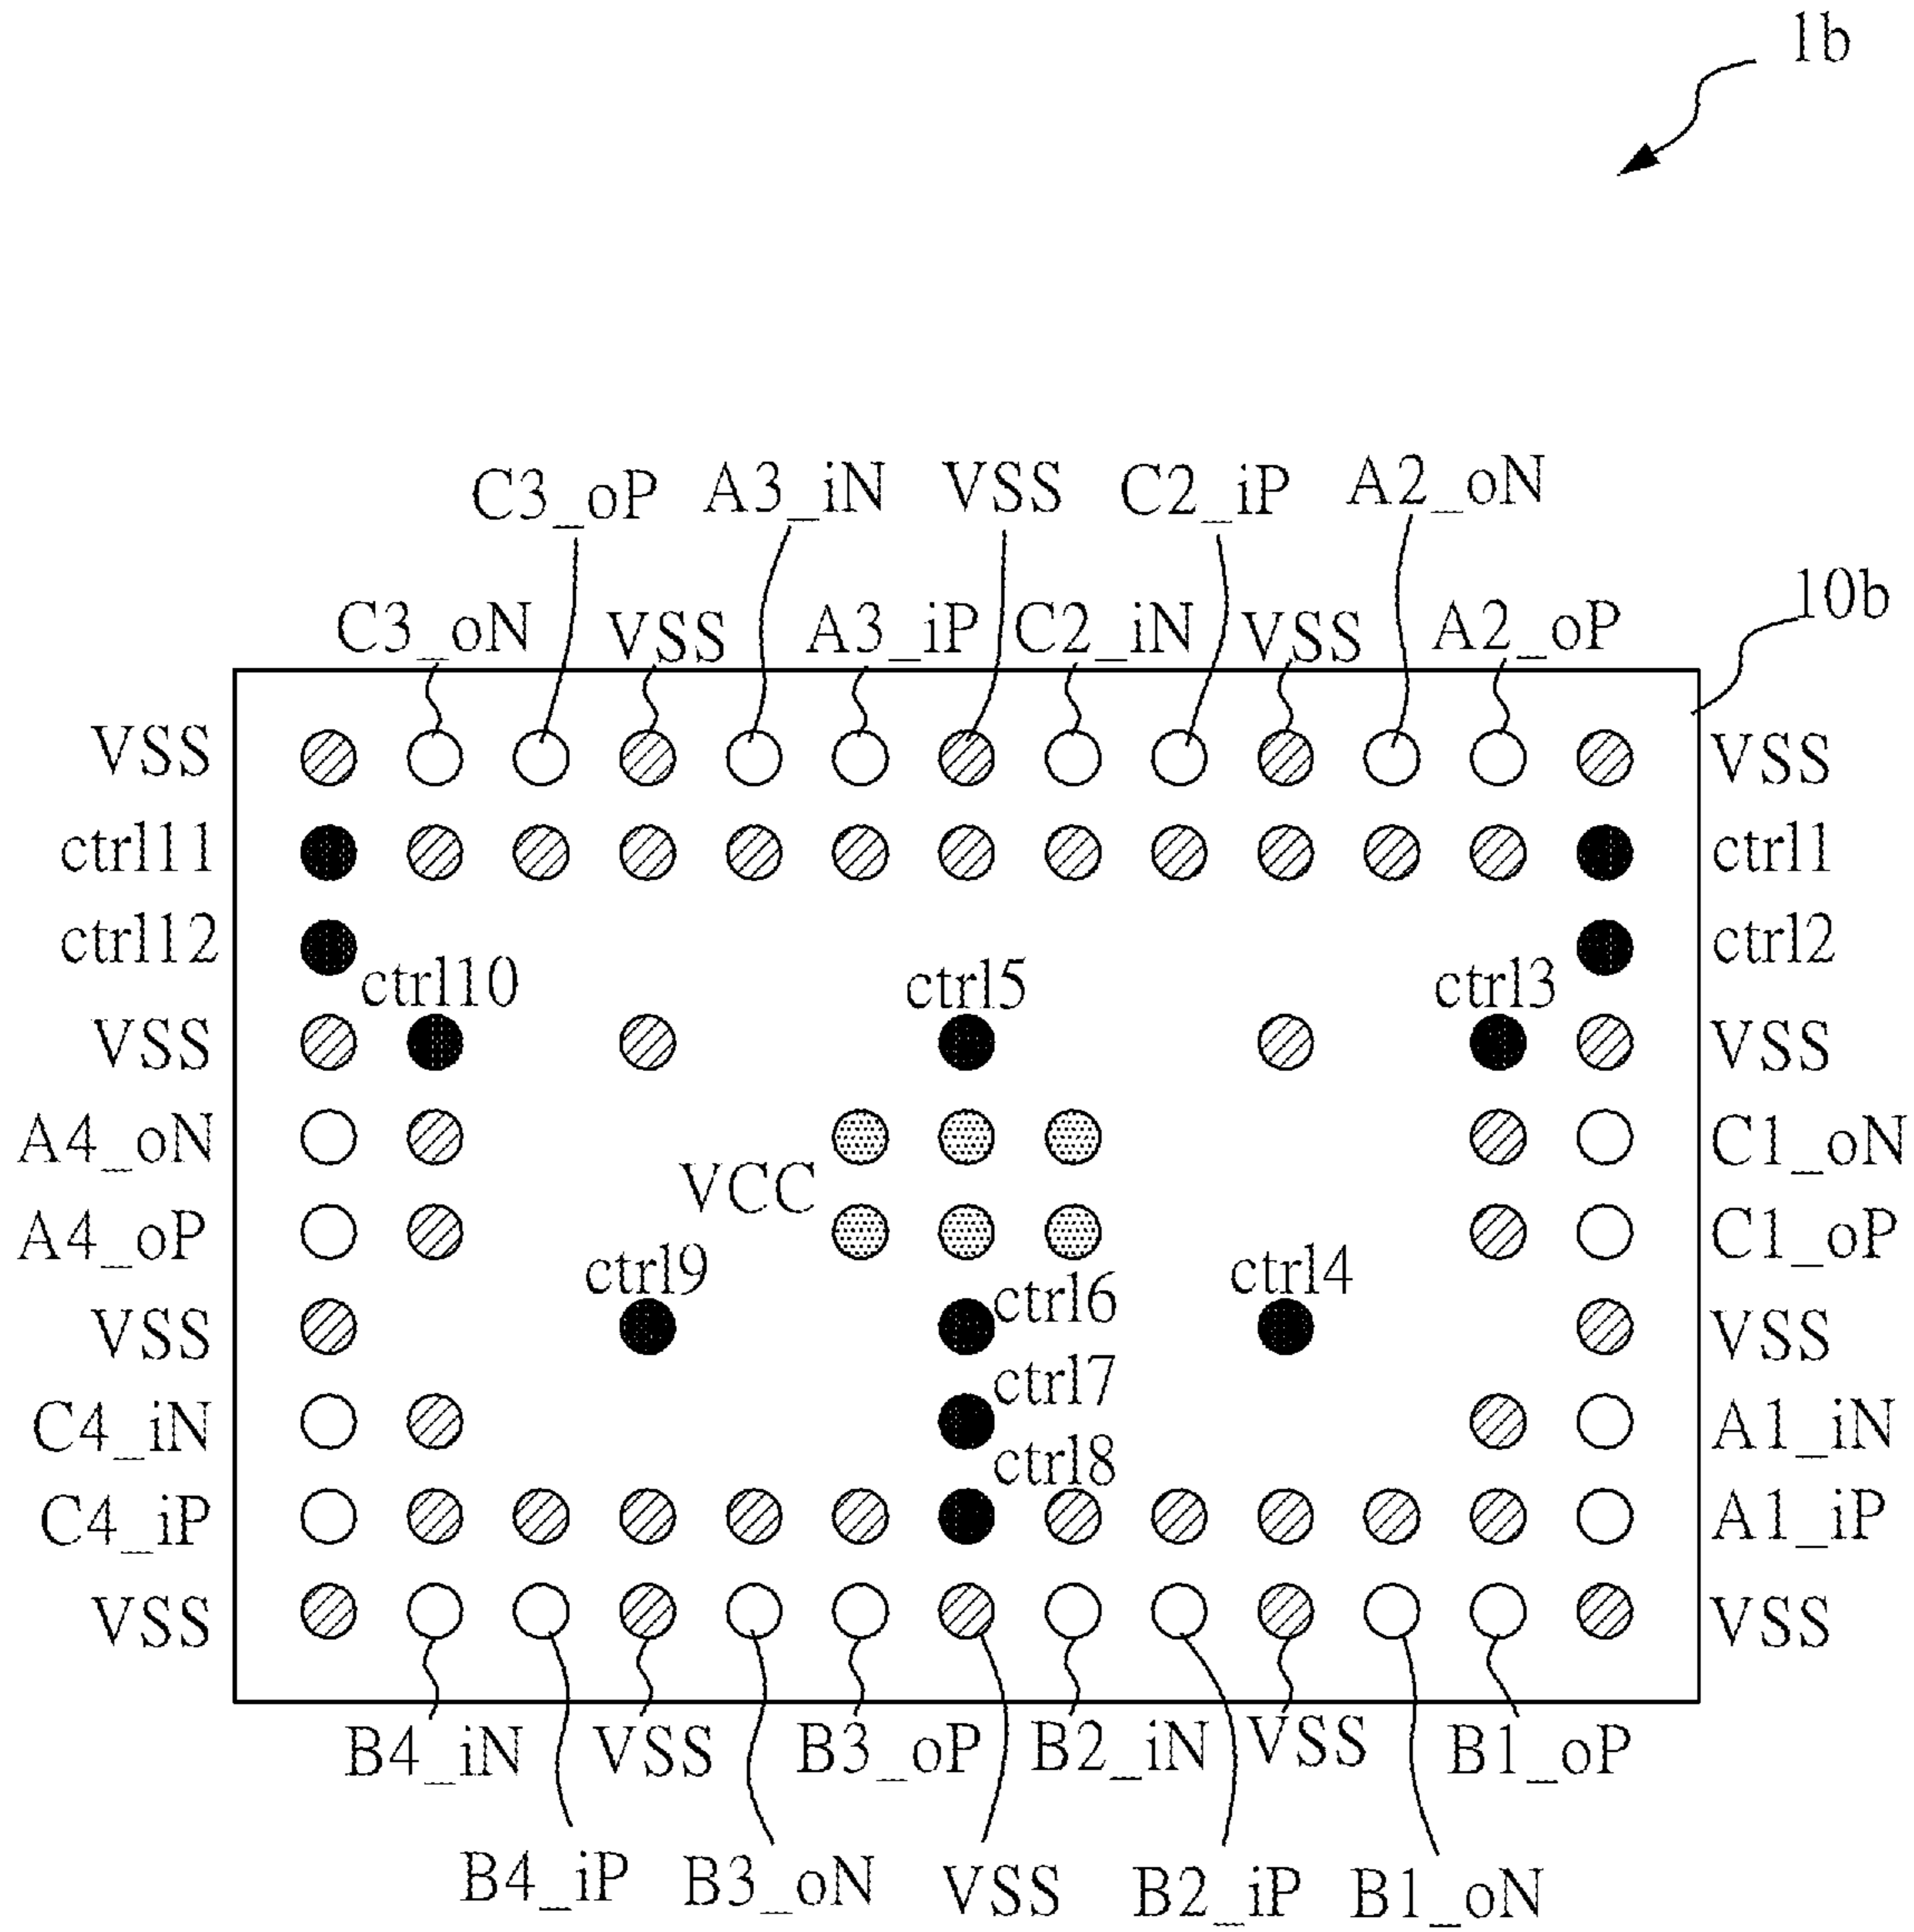 1b
C3_oP A3_iN VSS C2_iP A2_oN
10b
C3_oN VSS A3_iP C2_iN VSS A2_oP
VSS VSS
ctrl11 ctrl1
ctrl12 ctrl2
ctrl10 ctrl5 ctrl3
VSS VSS
A4_oN C1_oN
VCC
A4_oP C1_oP
ctrl9 ctrl6 ctrl4
VSS VSS
ctrl7
C4_iN A1_iN
ctrl8
C4_iP A1_iP
VSS VSS
B4_iN VSS B3_oP B2_iN VSS B1_oP
B4_iP B3_oN VSS B2_iP B1_oN